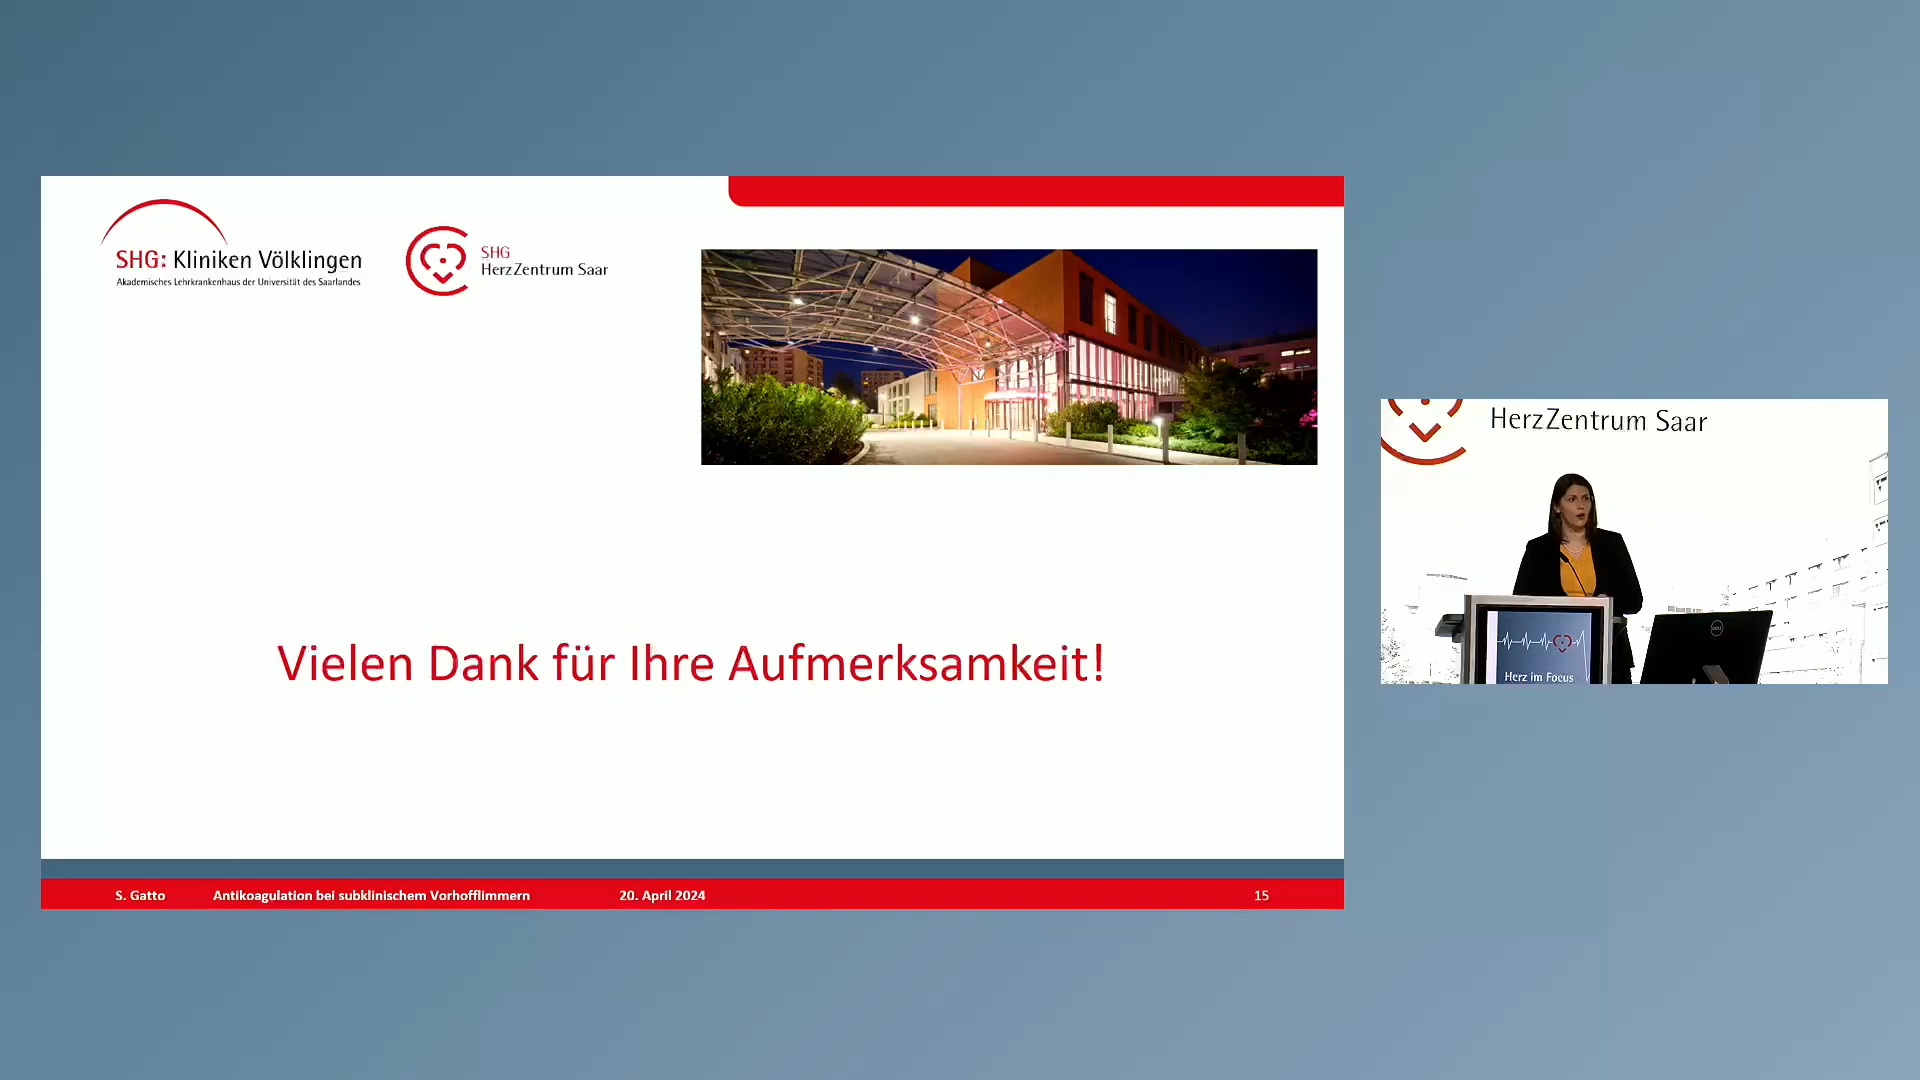 SHG: Kliniken Völklingen
Akademisches Lehrkrankenhaus der Universität des Saarlandes
SHG
HerzZentrum Saar
Vielen Dank für Ihre Aufmerksamkeit!
S. Gatto Antikoagulation bei subklinischem Vorhofflimmern 20. April 2024 15
HerzZentrum Saar
DELL
Herz im Focus